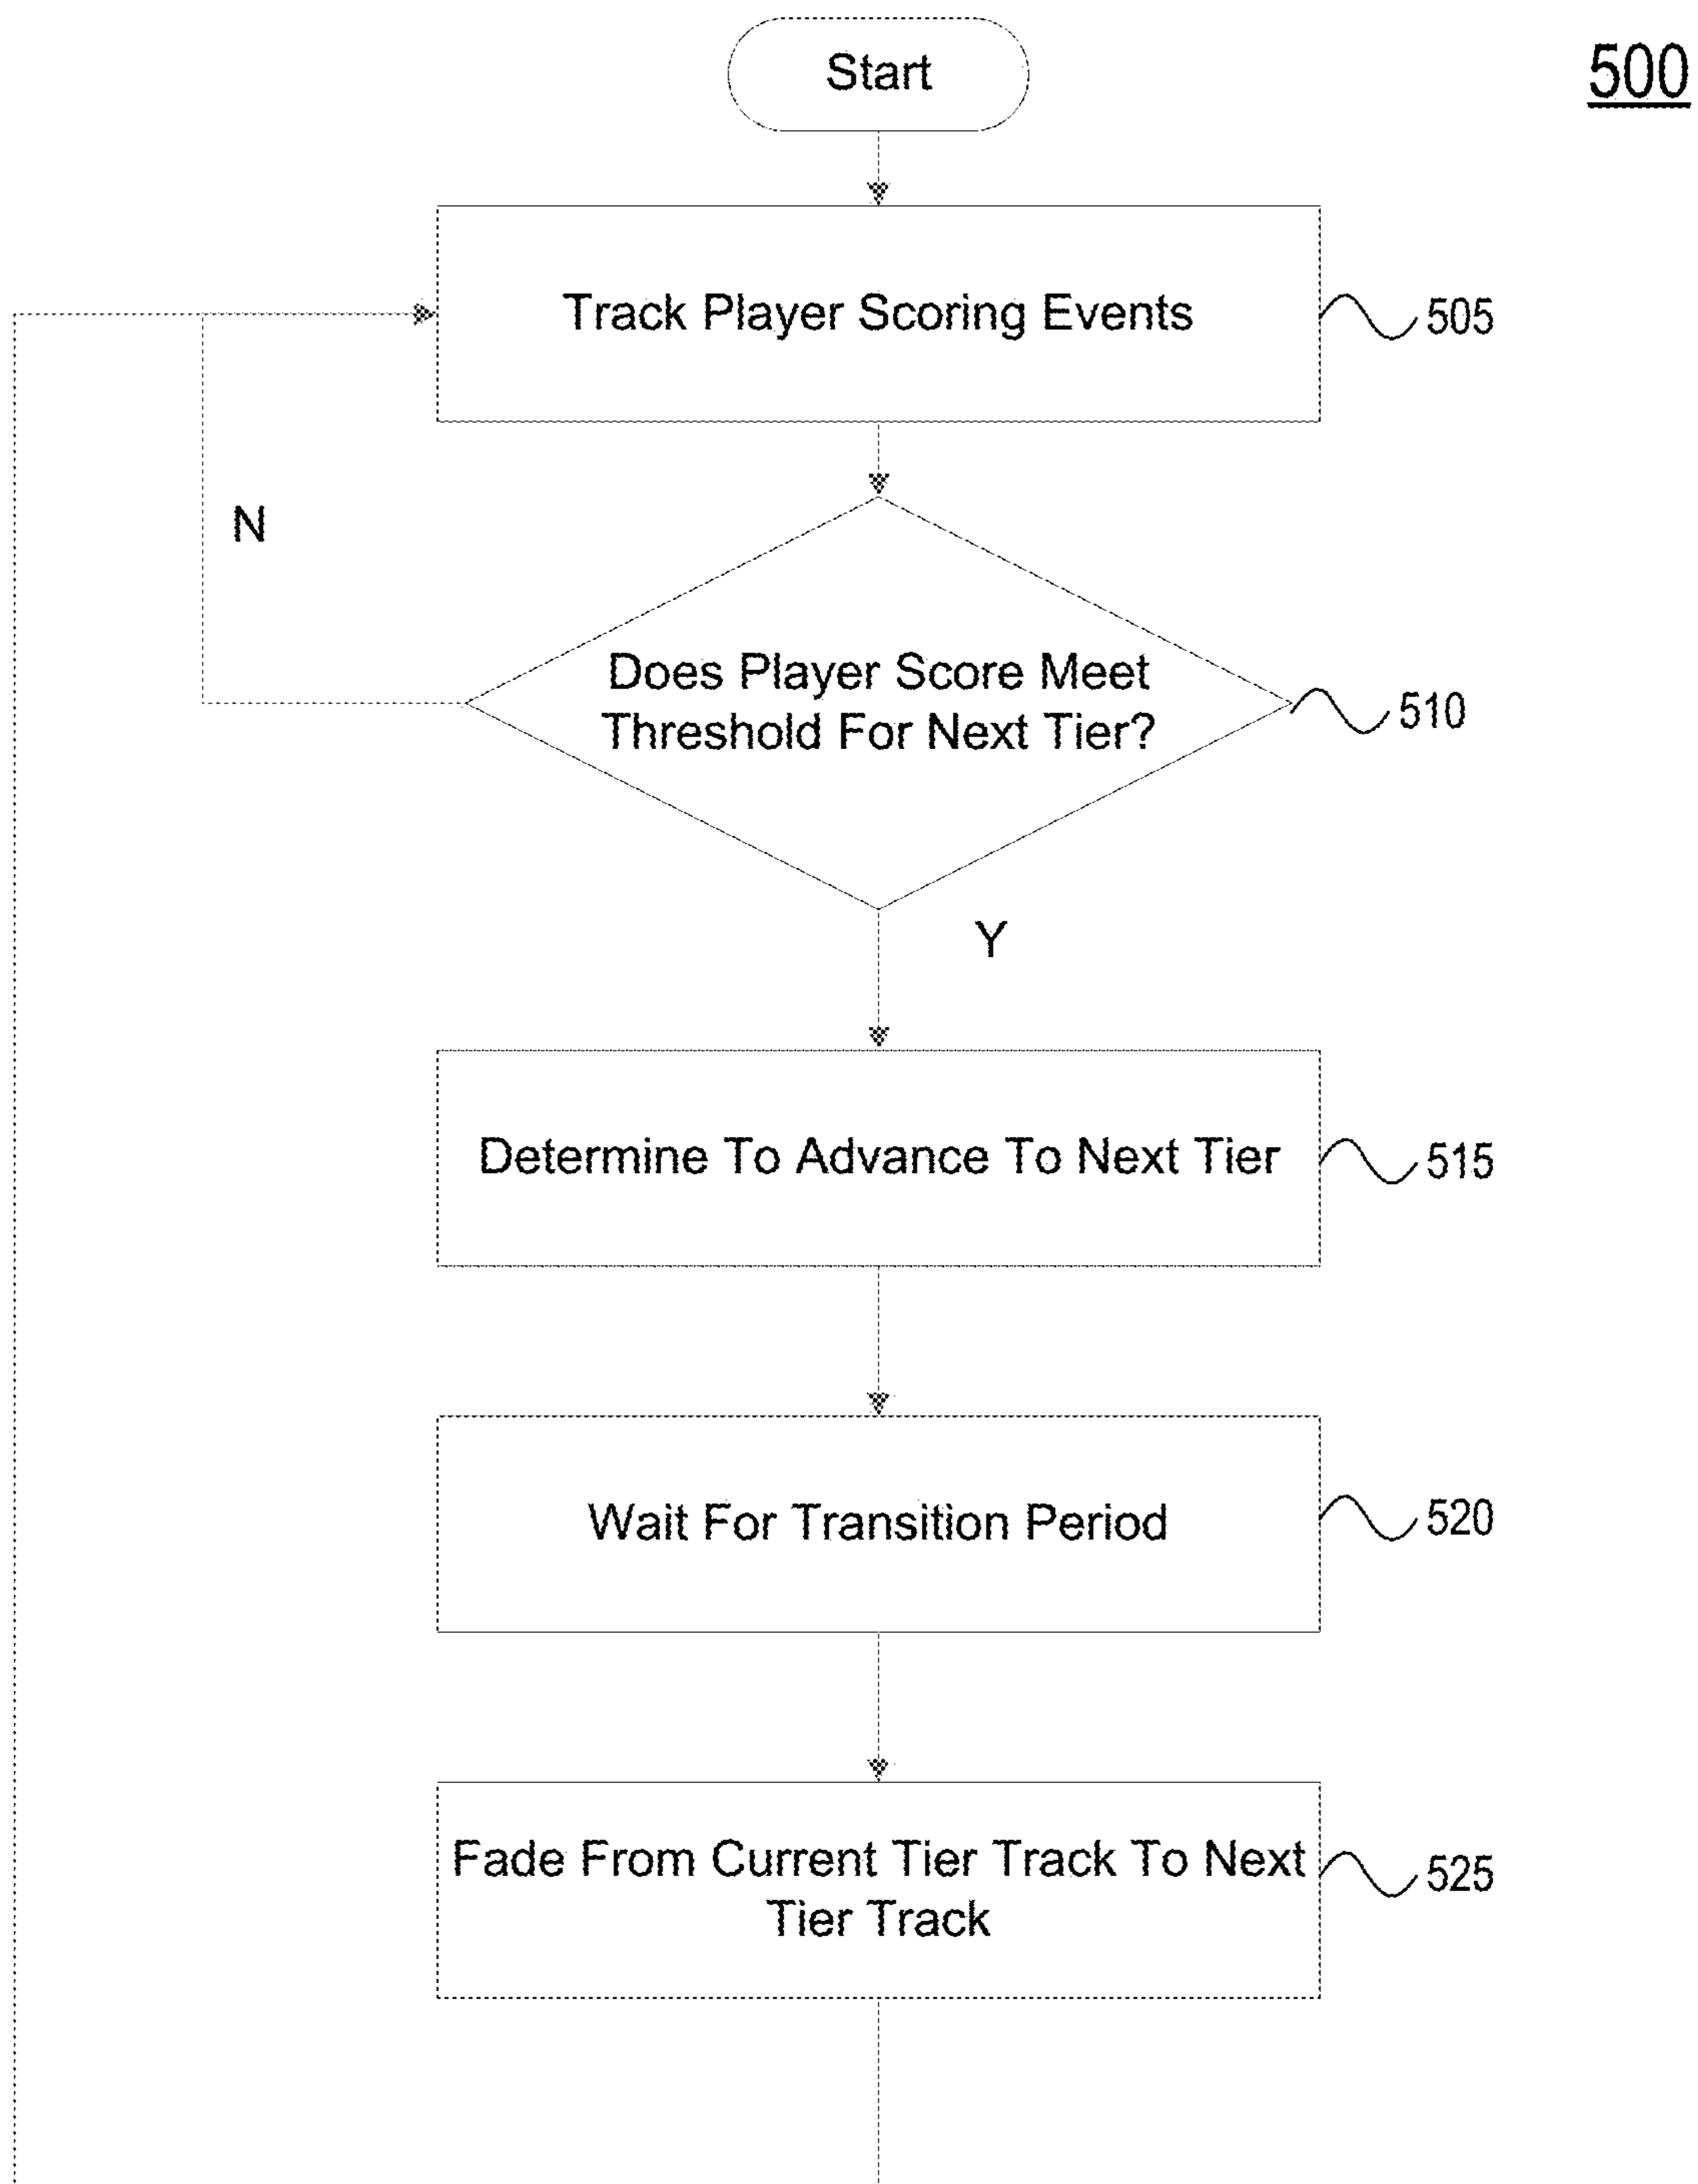 500
Start
Track Player Scoring Events
505
N
Does Player Score Meet
Threshold For Next Tier?
510
Y
Determine To Advance To Next Tier
515
Wait For Transition Period
520
Fade From Current Tier Track To Next
Tier Track
525